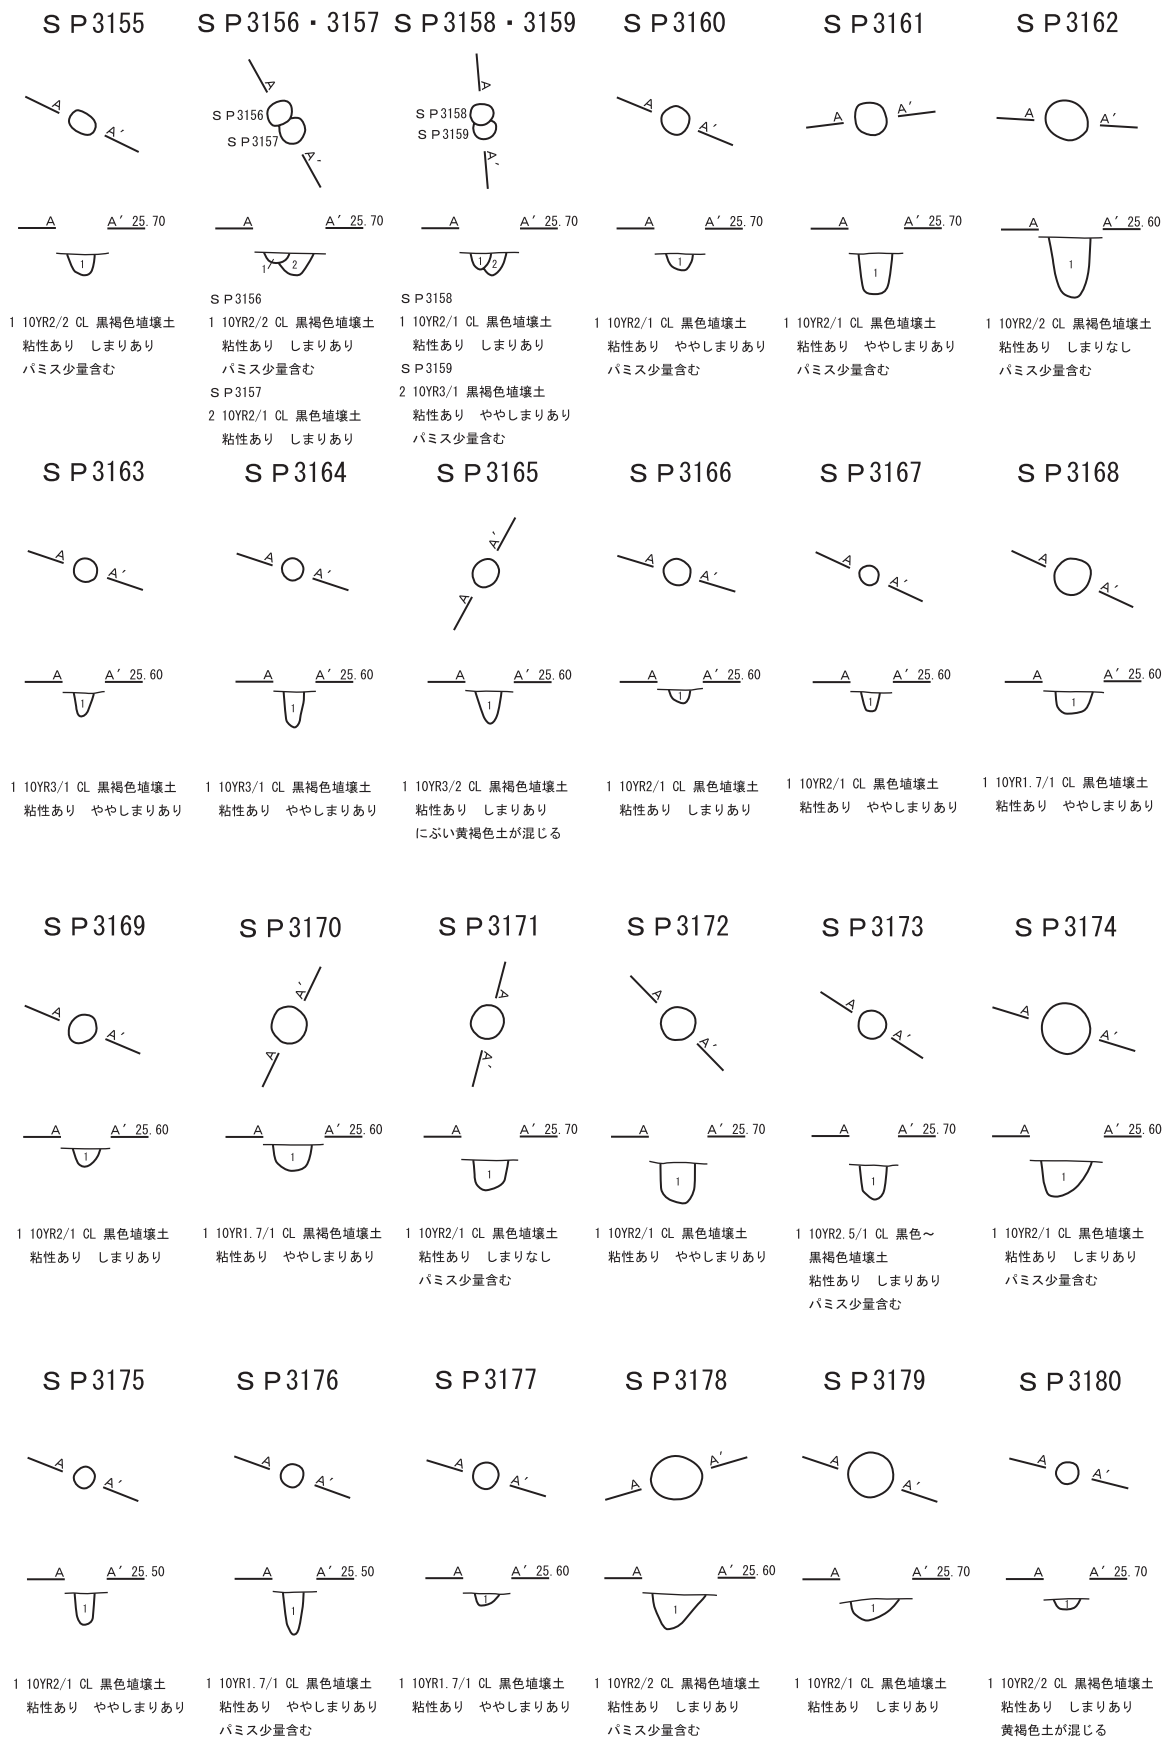 ＳＰ3155
A
A′
A A′ 25.70
1
1 10YR2/2 CL 黒褐色埴壌土
粘性あり　しまりあり
パミス少量含む
ＳＰ3156・3157
A
ＳＰ3156
ＳＰ3157
A′
A A′ 25.70
1 2
ＳＰ3156
1 10YR2/2 CL 黒褐色埴壌土
粘性あり　しまりあり
パミス少量含む
ＳＰ3157
2 10YR2/1 CL 黒色埴壌土
粘性あり　しまりあり
ＳＰ3158・3159
A
ＳＰ3158
ＳＰ3159
A′
A A′ 25.70
1 2
ＳＰ3158
1 10YR2/1 CL 黒色埴壌土
粘性あり　しまりあり
ＳＰ3159
2 10YR3/1 黒褐色埴壌土
粘性あり　ややしまりあり
パミス少量含む
ＳＰ3160
A
A′
A A′ 25.70
1
1 10YR2/1 CL 黒色埴壌土
粘性あり　ややしまりあり
パミス少量含む
ＳＰ3161
A A′
A A′ 25.70
1
1 10YR2/1 CL 黒色埴壌土
粘性あり　ややしまりあり
パミス少量含む
ＳＰ3162
A A′
A A′ 25.60
1
1 10YR2/2 CL 黒褐色埴壌土
粘性あり　しまりなし
パミス少量含む
ＳＰ3163
A
A′
A A′ 25.60
1
1 10YR3/1 CL 黒褐色埴壌土
粘性あり　ややしまりあり
ＳＰ3164
A
A′
A A′ 25.60
1
1 10YR3/1 CL 黒褐色埴壌土
粘性あり　ややしまりあり
ＳＰ3165
A′
A
A A′ 25.60
1
1 10YR3/2 CL 黒褐色埴壌土
粘性あり　しまりあり
にぶい黄褐色土が混じる
ＳＰ3166
A
A′
A A′ 25.60
1
1 10YR2/1 CL 黒色埴壌土
粘性あり　しまりあり
ＳＰ3167
A
A′
A A′ 25.60
1
1 10YR2/1 CL 黒色埴壌土
粘性あり　ややしまりあり
ＳＰ3168
A
A′
A A′ 25.60
1
1 10YR1.7/1 CL 黒色埴壌土
粘性あり　ややしまりあり
ＳＰ3169
A
A′
A A′ 25.60
1
1 10YR2/1 CL 黒色埴壌土
粘性あり　しまりあり
ＳＰ3170
A′
A
A A′ 25.60
1
1 10YR1.7/1 CL 黒褐色埴壌土
粘性あり　ややしまりあり
ＳＰ3171
A
A′
A A′ 25.70
1
1 10YR2/1 CL 黒色埴壌土
粘性あり　しまりなし
パミス少量含む
ＳＰ3172
A
A′
A A′ 25.70
1
1 10YR2/1 CL 黒色埴壌土
粘性あり　ややしまりあり
ＳＰ3173
A
A′
A A′ 25.70
1
1 10YR2.5/1 CL 黒色～
黒褐色埴壌土
粘性あり　しまりあり
パミス少量含む
ＳＰ3174
A
A′
A A′ 25.60
1
1 10YR2/1 CL 黒色埴壌土
粘性あり　しまりあり
パミス少量含む
ＳＰ3175
A
A′
A A′ 25.50
1
1 10YR2/1 CL 黒色埴壌土
粘性あり　ややしまりあり
ＳＰ3176
A
A′
A A′ 25.50
1
1 10YR1.7/1 CL 黒色埴壌土
粘性あり　ややしまりあり
パミス少量含む
ＳＰ3177
A
A′
A A′ 25.60
1
1 10YR1.7/1 CL 黒色埴壌土
粘性あり　ややしまりあり
ＳＰ3178
A′
A
A A′ 25.60
1
1 10YR2/2 CL 黒褐色埴壌土
粘性あり　しまりあり
パミス少量含む
ＳＰ3179
A
A′
A A′ 25.70
1
1 10YR2/1 CL 黒色埴壌土
粘性あり　しまりあり
ＳＰ3180
A
A′
A A′ 25.70
1
1 10YR2/2 CL 黒褐色埴壌土
粘性あり　しまりあり
黄褐色土が混じる